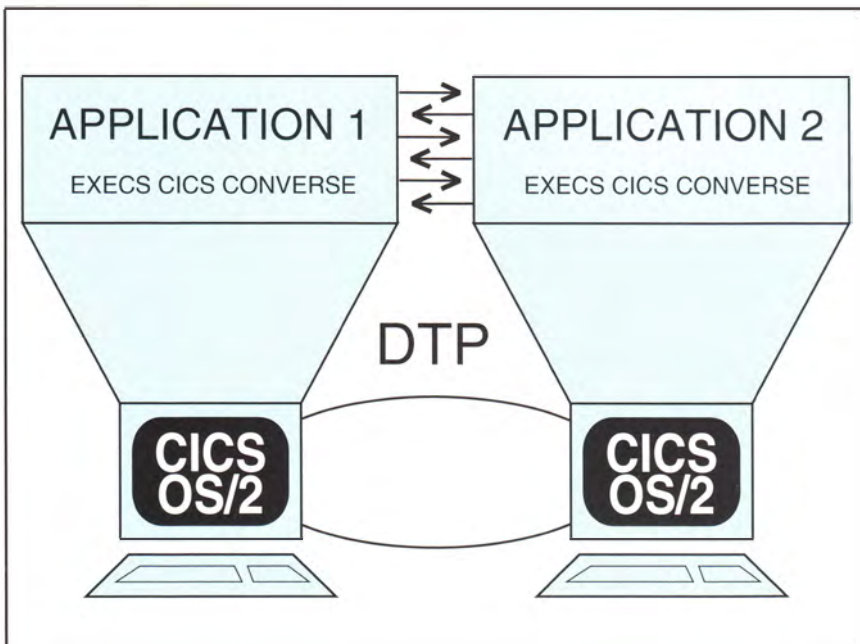 APPLICATION 1
EXECS CICS CONVERSE
APPLICATION 2
EXECS CICS CONVERSE
DTP
CICS
OS/2
CICS
OS/2